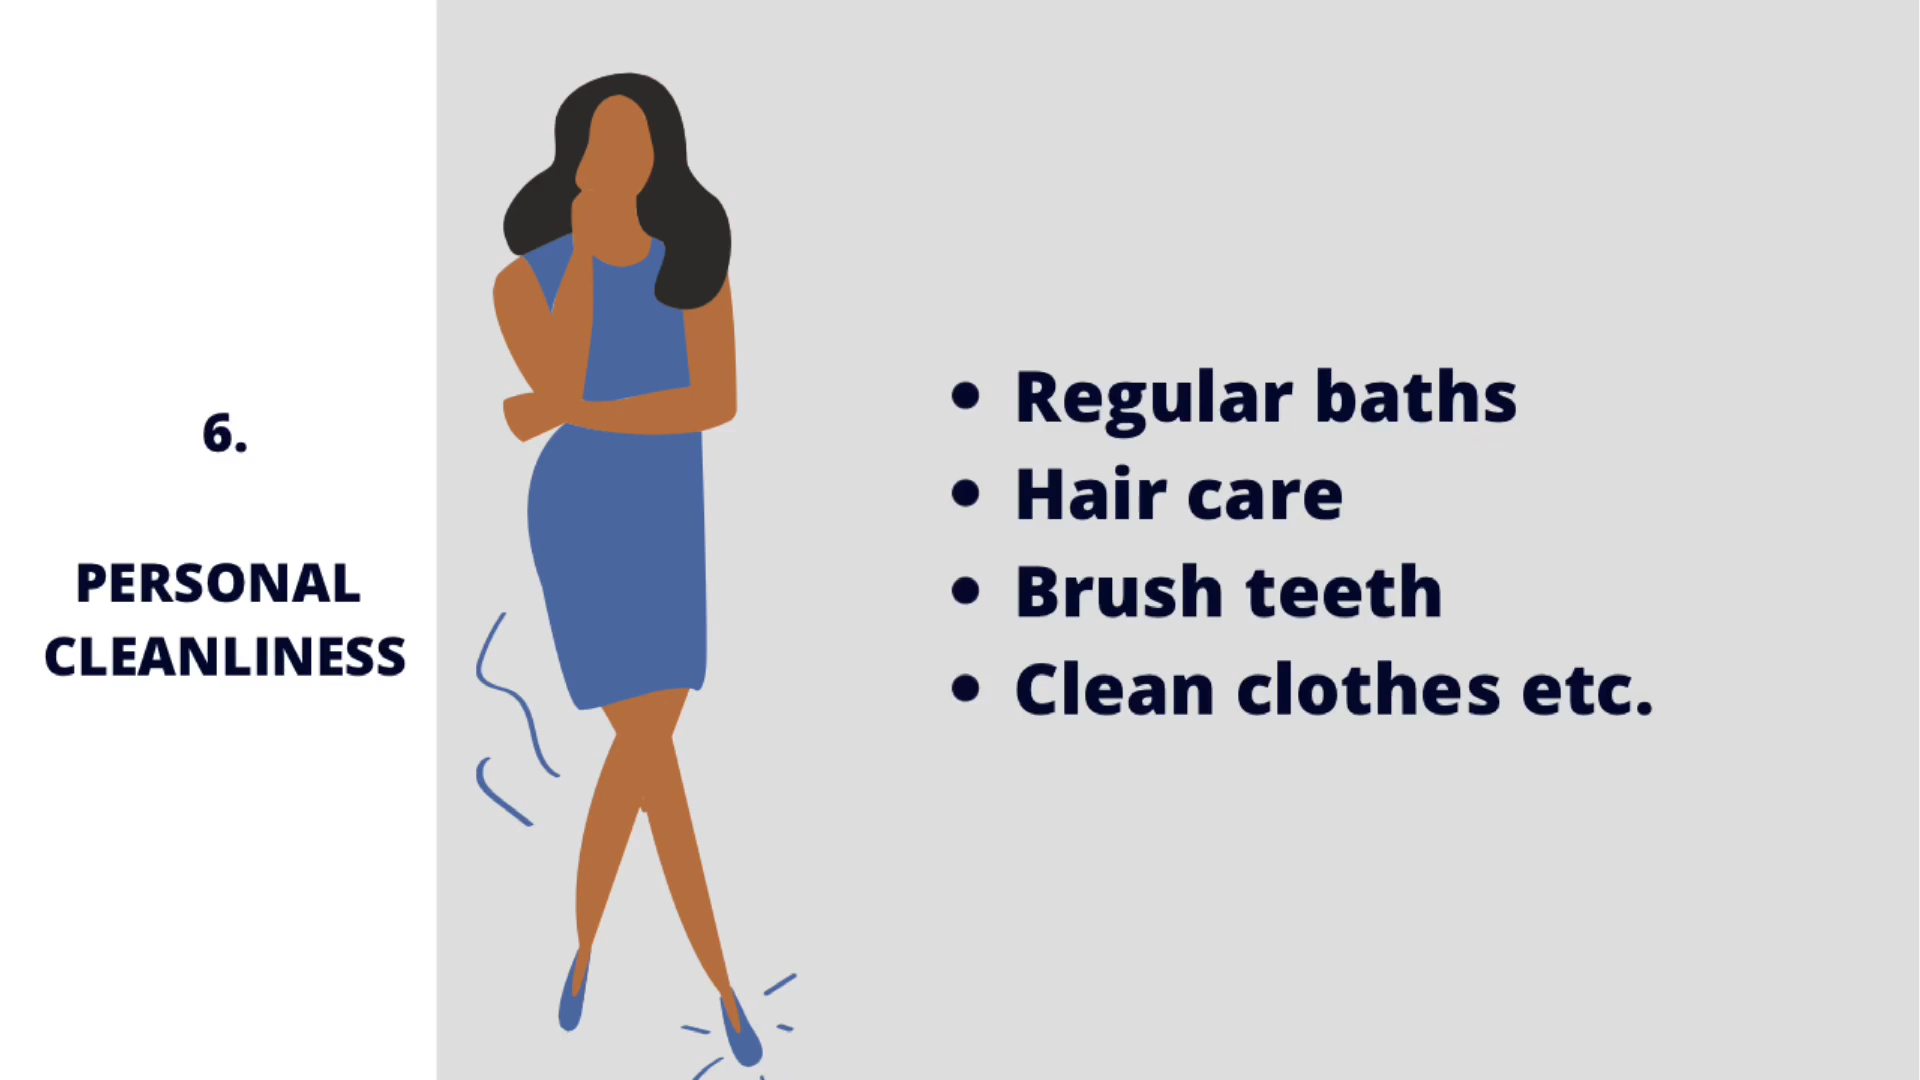 6.
PERSONAL
CLEANLINESS
• Regular baths
• Hair care
• Brush teeth
• Clean clothes etc.